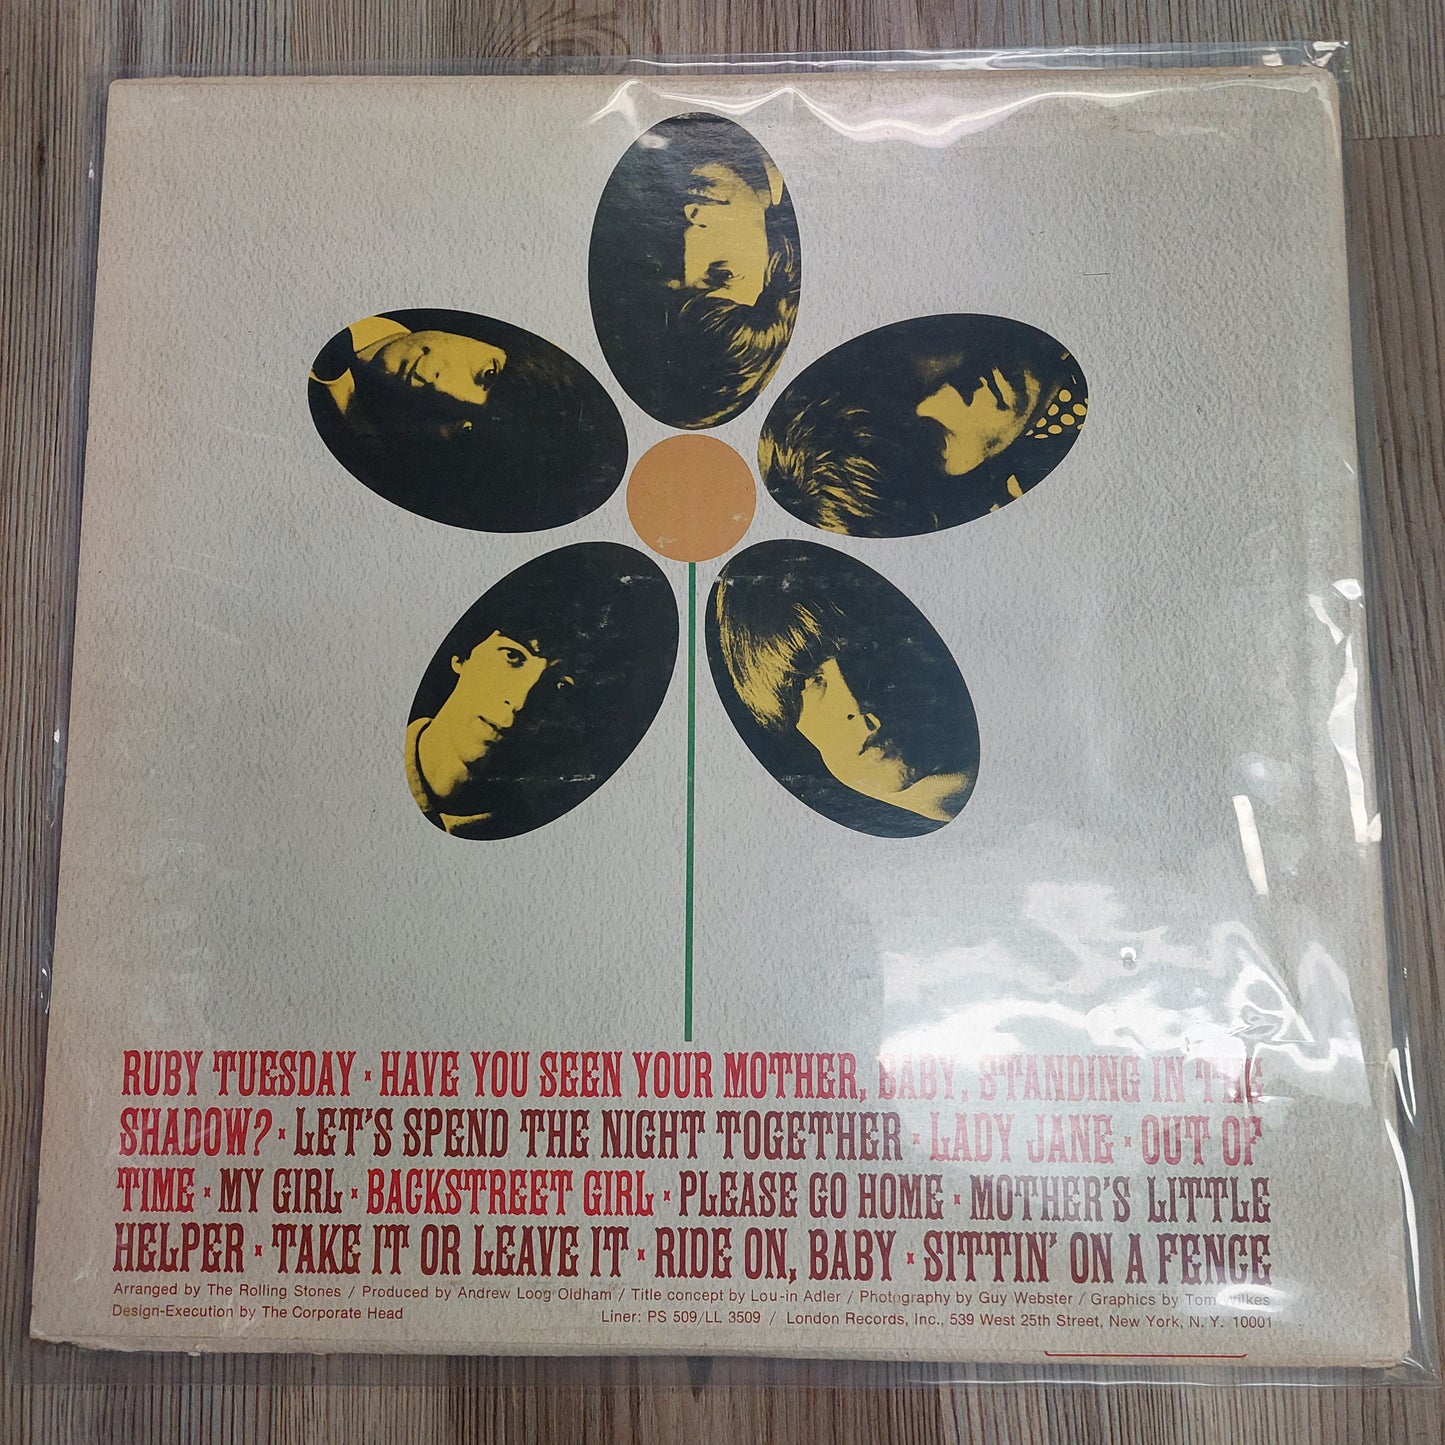 RUBY TUESDAY · HAVE YOU SEEN YOUR MOTHER, BABY, STANDING IN THE
SHADOW? · LET'S SPEND THE NIGHT TOGETHER · LADY JANE · OUT OF
TIME · MY GIRL · BACKSTREET GIRL · PLEASE GO HOME · MOTHER'S LITTLE
HELPER · TAKE IT OR LEAVE IT · RIDE ON, BABY · SITTIN' ON A FENCE
Arranged by The Rolling Stones / Produced by Andrew Loog Oldham / Title concept by Lou-in Adler / Photography by Guy Webster / Graphics by Tom Wilkes
Design-Execution by The Corporate Head Liner: PS 509/LL 3509 / London Records, Inc., 539 West 25th Street, New York, N. Y. 10001